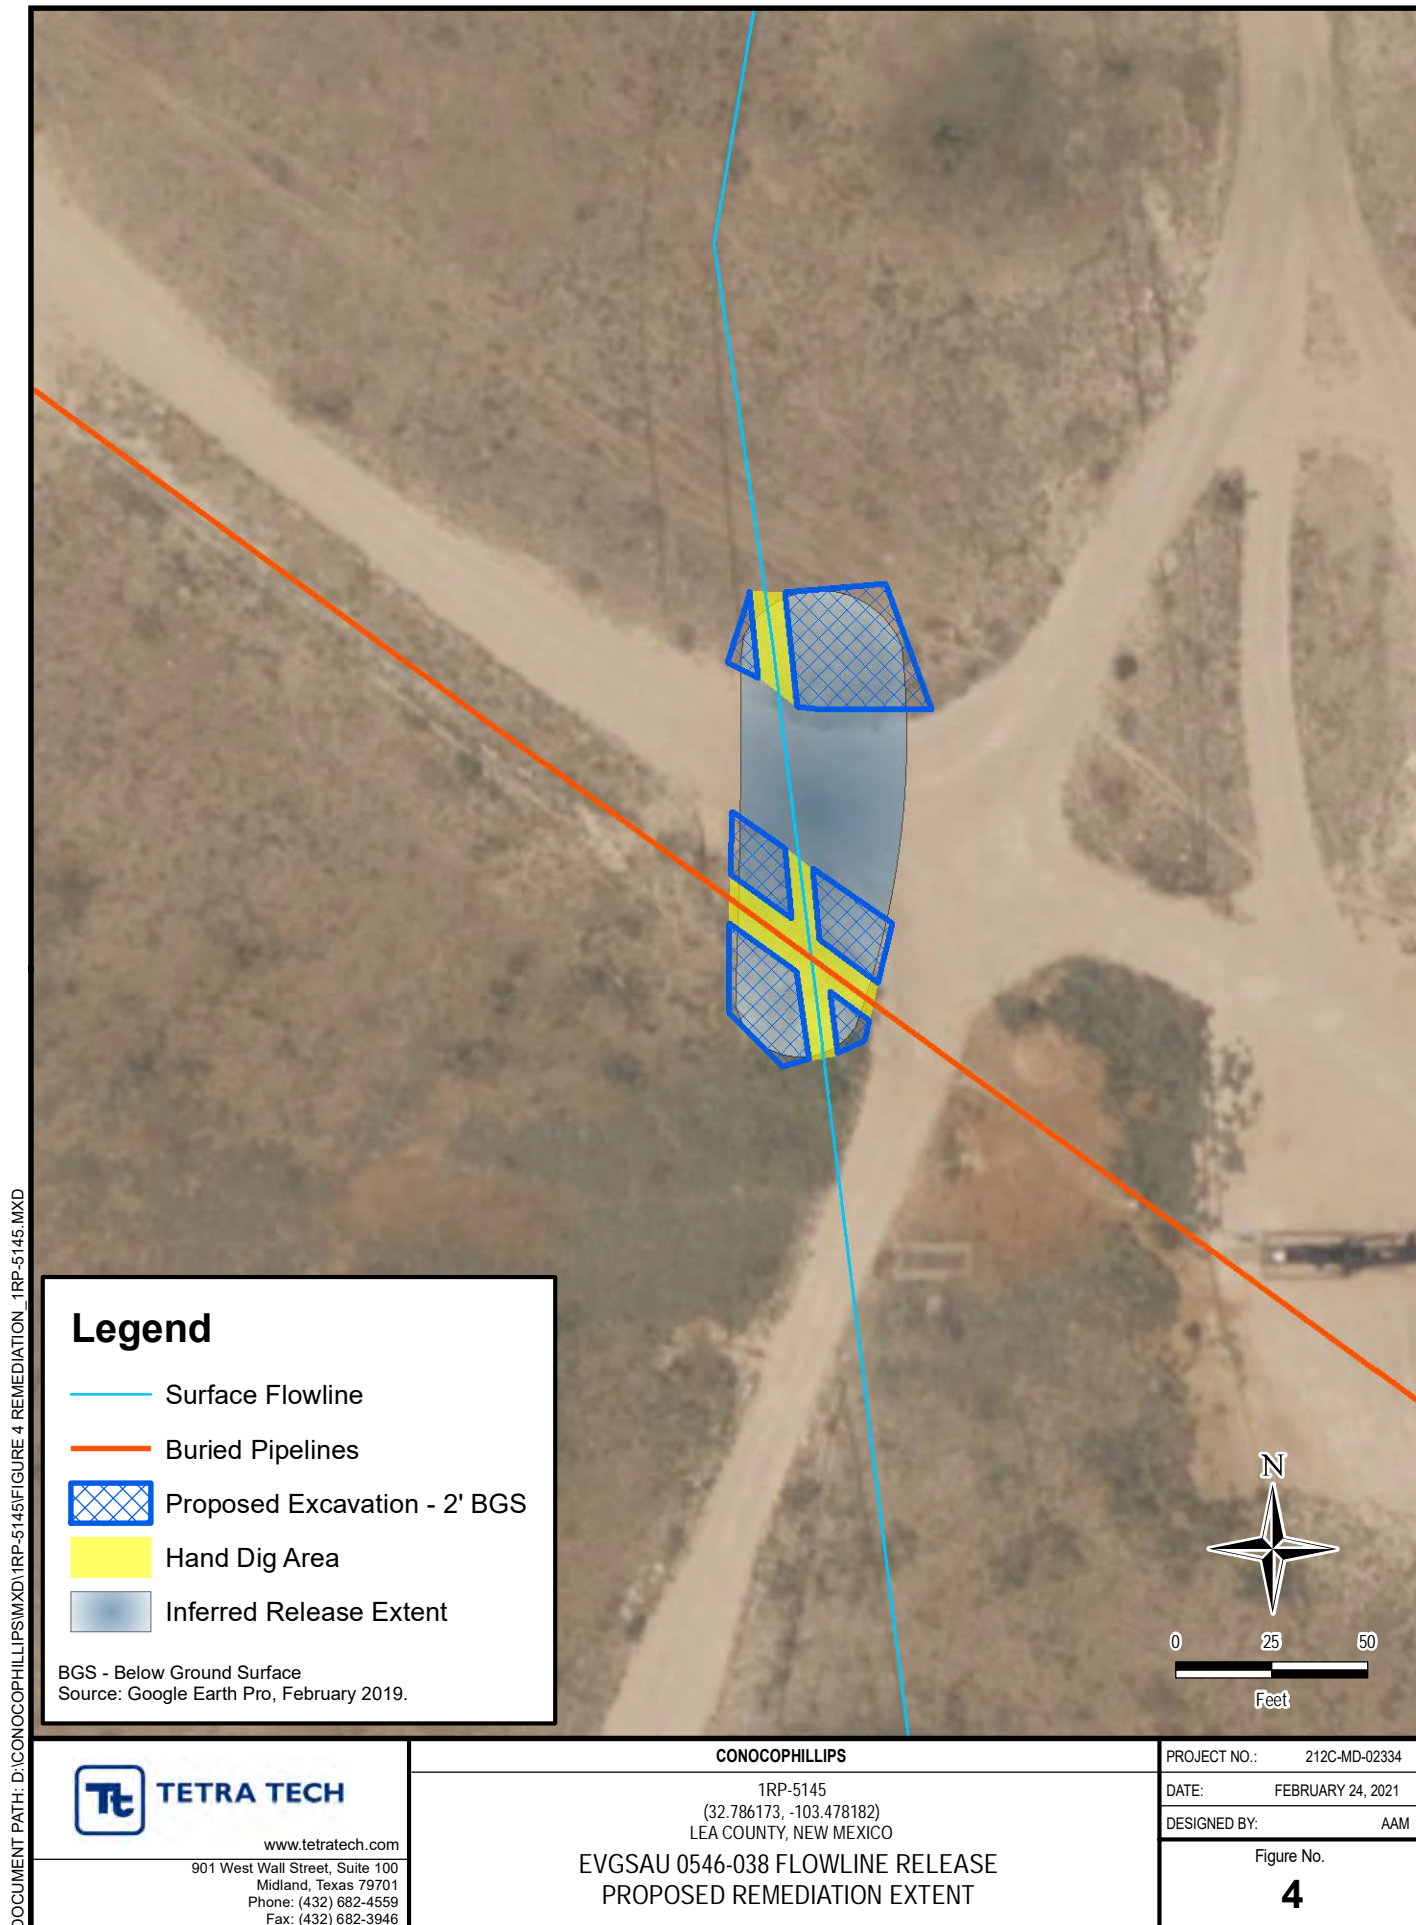 DOCUMENT PATH: D:\CONOCOPHILLIPS\MXD\1RP-5145\FIGURE 4 REMEDIATION_1RP-5145.MXD
Legend
Surface Flowline
Buried Pipelines
Proposed Excavation - 2' BGS
Hand Dig Area
Inferred Release Extent
BGS - Below Ground Surface
Source: Google Earth Pro, February 2019.
N
0 25 50
Feet
Tt TETRA TECH
www.tetratech.com
901 West Wall Street, Suite 100
Midland, Texas 79701
Phone: (432) 682-4559
Fax: (432) 682-3946
CONOCOPHILLIPS
1RP-5145
(32.786173, -103.478182)
LEA COUNTY, NEW MEXICO
EVGSAU 0546-038 FLOWLINE RELEASE
PROPOSED REMEDIATION EXTENT
PROJECT NO.: 212C-MD-02334
DATE: FEBRUARY 24, 2021
DESIGNED BY: AAM
Figure No.
4